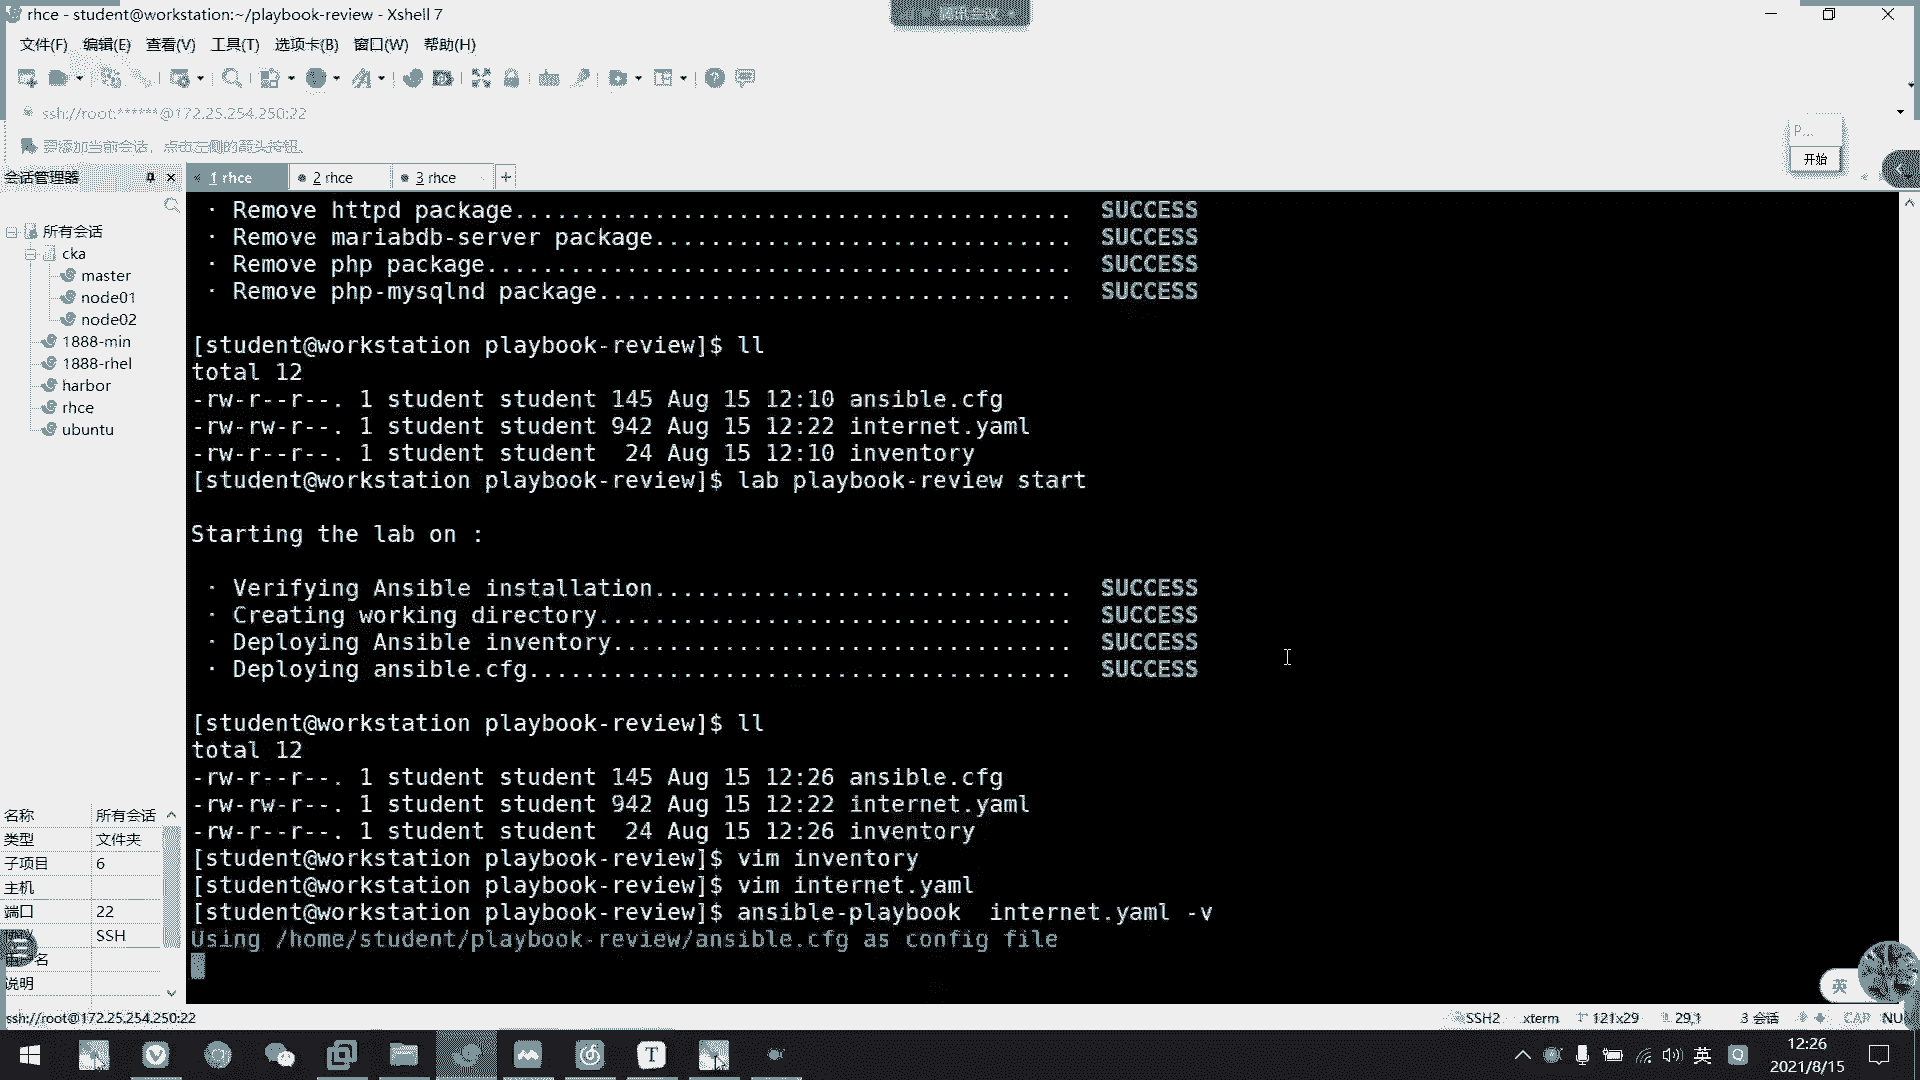 rhce - student@workstation:~/playbook-review - Xshell 7
腾讯会议
文件(F) 编辑(E) 查看(V) 工具(T) 选项卡(B) 窗口(W) 帮助(H)
ssh://root:******@172.25.254.250:22
要添加当前会话，点击左侧的箭头按钮。
P...
开始
会话管理器
1 rhce
2 rhce
3 rhce
所有会话
cka
master
node01
node02
1888-min
1888-rhel
harbor
rhce
ubuntu
· Remove httpd package........................................ SUCCESS
· Remove mariabdb-server package.............................. SUCCESS
· Remove php package.......................................... SUCCESS
· Remove php-mysqlnd package.................................. SUCCESS
[student@workstation playbook-review]$ ll
total 12
-rw-r--r--. 1 student student 145 Aug 15 12:10 ansible.cfg
-rw-rw-r--. 1 student student 942 Aug 15 12:22 internet.yaml
-rw-r--r--. 1 student student  24 Aug 15 12:10 inventory
[student@workstation playbook-review]$ lab playbook-review start
Starting the lab on :
· Verifying Ansible installation.............................. SUCCESS
· Creating working directory.................................. SUCCESS
· Deploying Ansible inventory................................. SUCCESS
· Deploying ansible.cfg....................................... SUCCESS
[student@workstation playbook-review]$ ll
total 12
-rw-r--r--. 1 student student 145 Aug 15 12:26 ansible.cfg
-rw-rw-r--. 1 student student 942 Aug 15 12:22 internet.yaml
-rw-r--r--. 1 student student  24 Aug 15 12:26 inventory
[student@workstation playbook-review]$ vim inventory
[student@workstation playbook-review]$ vim internet.yaml
[student@workstation playbook-review]$ ansible-playbook  internet.yaml -v
Using /home/student/playbook-review/ansible.cfg as config file
名称 所有会话
类型 文件夹
子项目 6
主机
端口 22
SSH
名
说明
英
ssh://root@172.25.254.250:22
SSH2 xterm 121x29 29,1 3 会话 CAP NU
英
12:26
2021/8/15